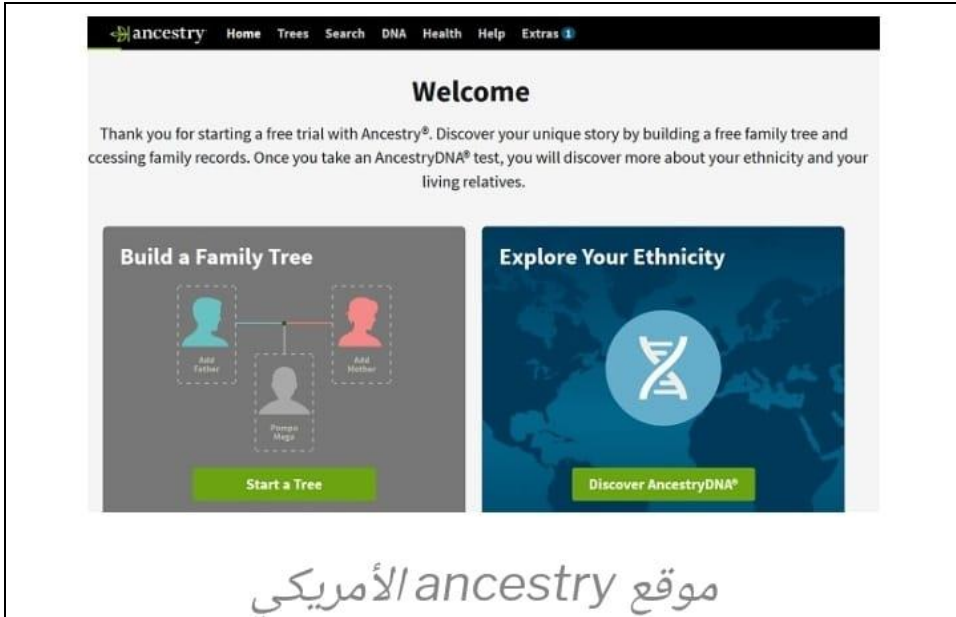 ancestry Home Trees Search DNA Health Help Extras 1
Welcome
Thank you for starting a free trial with Ancestry®. Discover your unique story by building a free family tree and
ccessing family records. Once you take an AncestryDNA® test, you will discover more about your ethnicity and your
living relatives.
Build a Family Tree
Add
Father
Add
Mother
Pompo
Mega
Start a Tree
Explore Your Ethnicity
Discover AncestryDNA®
موقع ancestry الأمريكي